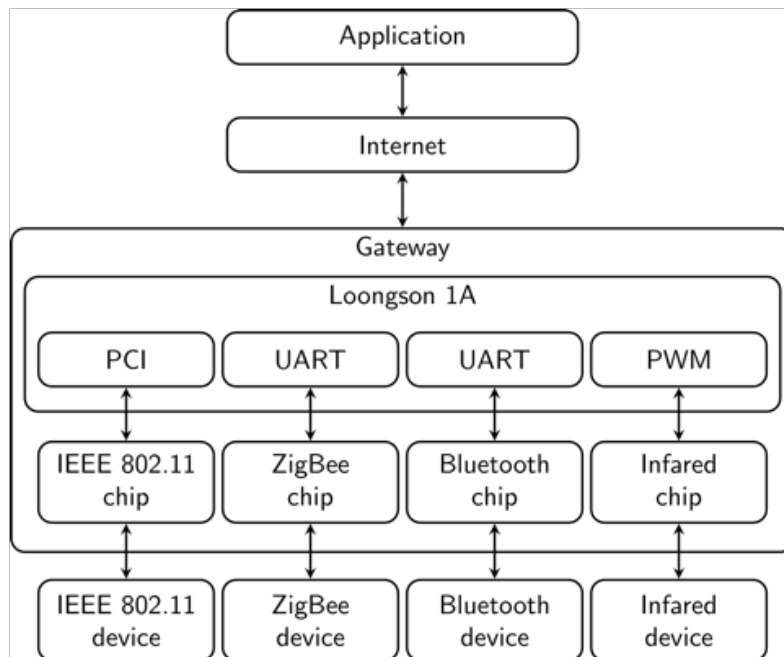 Application
Internet
Gateway
Loongson 1A
PCI
UART
UART
PWM
IEEE 802.11
chip
ZigBee
chip
Bluetooth
chip
Infared
chip
IEEE 802.11
device
ZigBee
device
Bluetooth
device
Infared
device